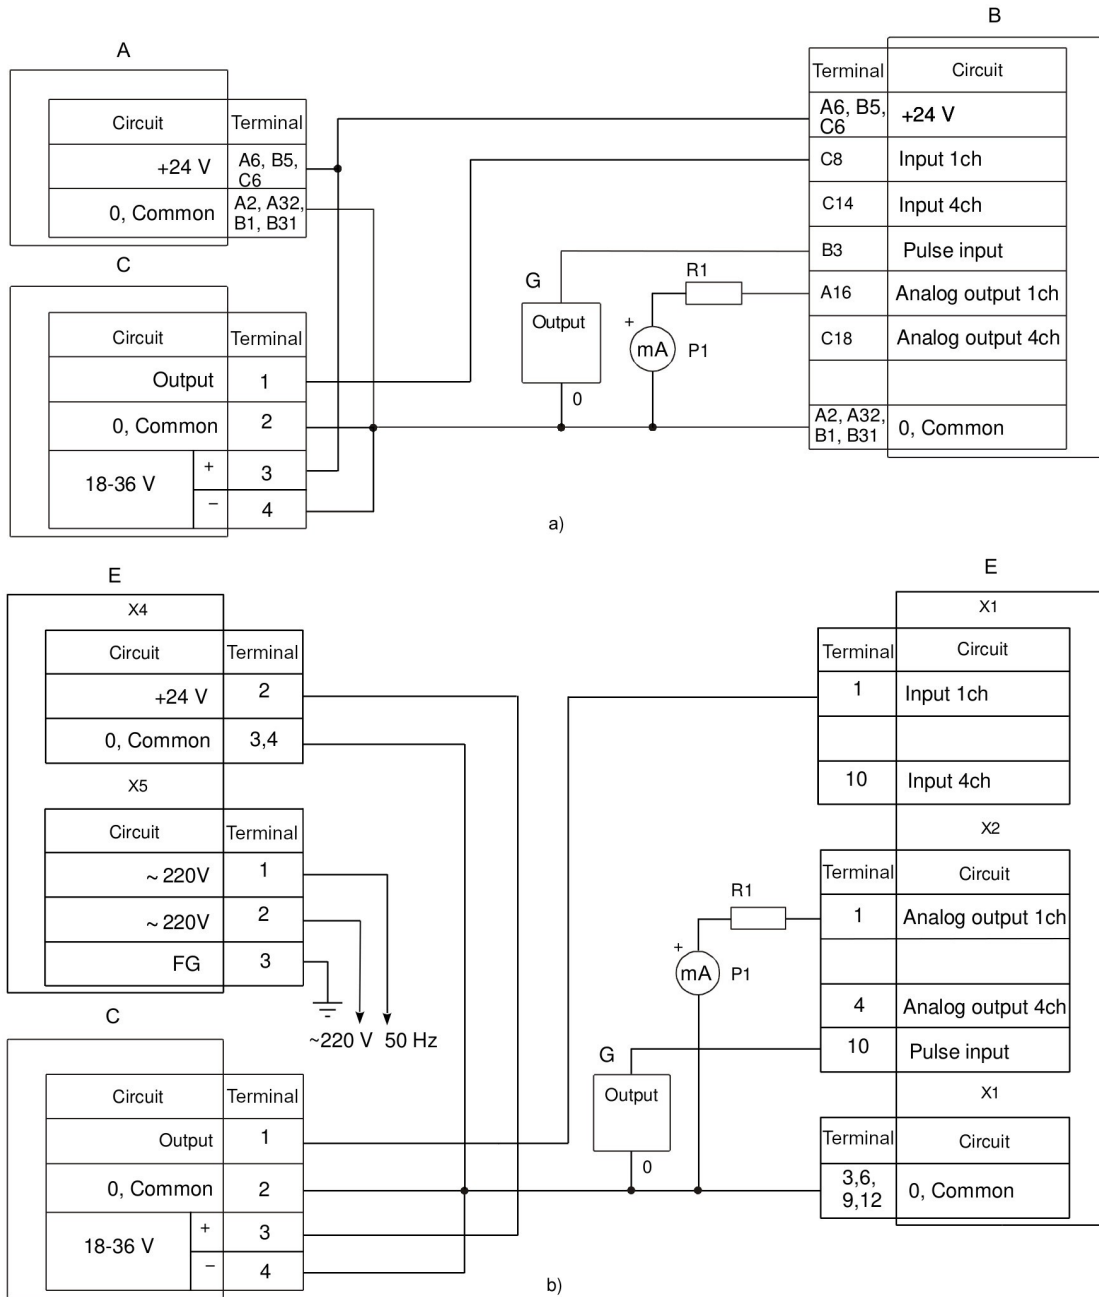 A
Circuit Terminal
+24 V A6, B5, C6
0, Common A2, A32, B1, B31
C
Circuit Terminal
Output 1
0, Common 2
18-36 V + 3
– 4
B
Terminal Circuit
A6, B5, C6 +24 V
C8 Input 1ch
C14 Input 4ch
B3 Pulse input
A16 Analog output 1ch
C18 Analog output 4ch
A2, A32, B1, B31 0, Common
G
Output
0
R1
+
mA P1
a)
E
X4
Circuit Terminal
+24 V 2
0, Common 3,4
X5
Circuit Terminal
~ 220V 1
~ 220V 2
FG 3
~220 V 50 Hz
C
Circuit Terminal
Output 1
0, Common 2
18-36 V + 3
– 4
E
X1
Terminal Circuit
1 Input 1ch
10 Input 4ch
X2
Terminal Circuit
1 Analog output 1ch
4 Analog output 4ch
10 Pulse input
X1
Terminal Circuit
3,6, 9,12 0, Common
R1
+
mA P1
G
Output
0
b)